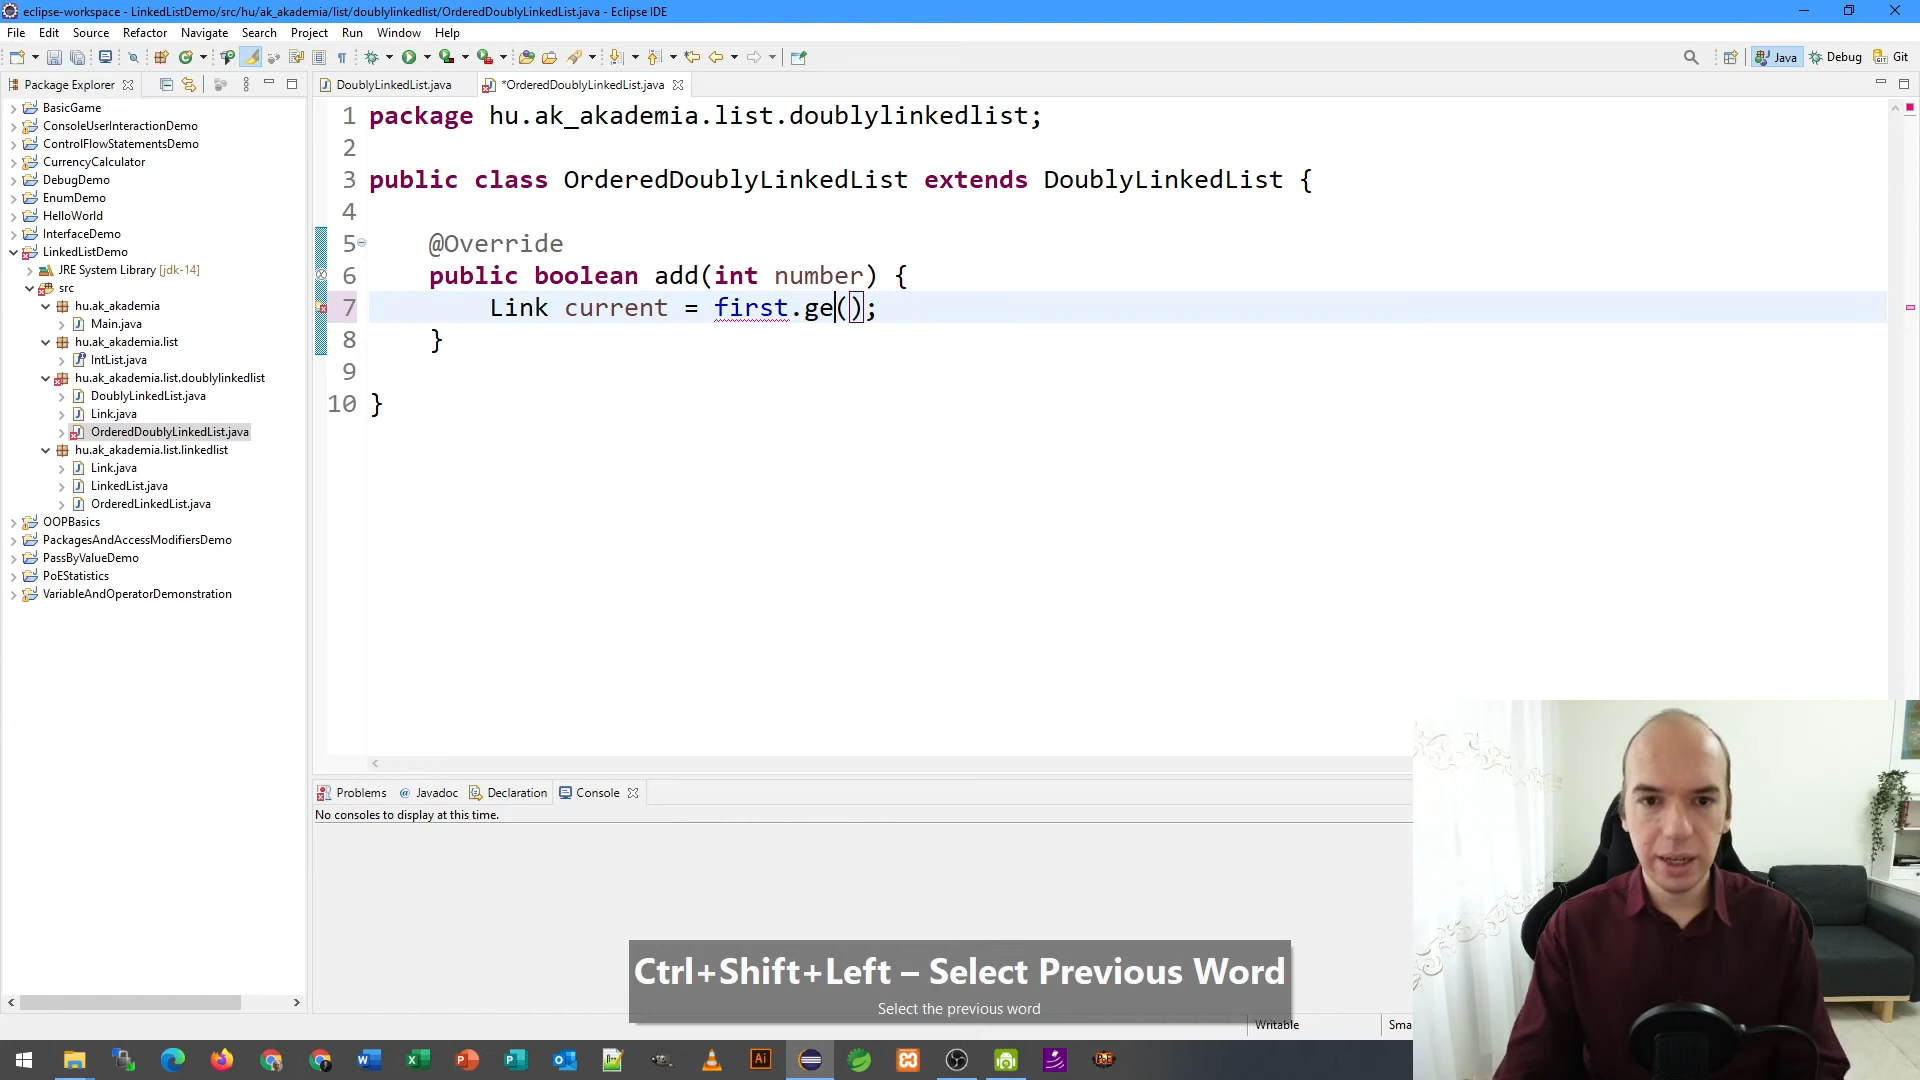 eclipse-workspace - LinkedListDemo/src/hu/ak_akademia/list/doublylinkedlist/OrderedDoublyLinkedList.java - Eclipse IDE
File Edit Source Refactor Navigate Search Project Run Window Help
Java Debug Git
Package Explorer
DoublyLinkedList.java *OrderedDoublyLinkedList.java
BasicGame
ConsoleUserInteractionDemo
ControlFlowStatementsDemo
CurrencyCalculator
DebugDemo
EnumDemo
HelloWorld
InterfaceDemo
LinkedListDemo
JRE System Library [jdk-14]
src
hu.ak_akademia
Main.java
hu.ak_akademia.list
IntList.java
hu.ak_akademia.list.doublylinkedlist
DoublyLinkedList.java
Link.java
OrderedDoublyLinkedList.java
hu.ak_akademia.list.linkedlist
Link.java
LinkedList.java
OrderedLinkedList.java
OOPBasics
PackagesAndAccessModifiersDemo
PassByValueDemo
PoEStatistics
VariableAndOperatorDemonstration
1 package hu.ak_akademia.list.doublylinkedlist;
2
3 public class OrderedDoublyLinkedList extends DoublyLinkedList {
4
5 @Override
6 public boolean add(int number) {
7 Link current = first.ge();
8 }
9
10 }
Problems @ Javadoc Declaration Console
No consoles to display at this time.
Ctrl+Shift+Left – Select Previous Word
Select the previous word
Writable Sma